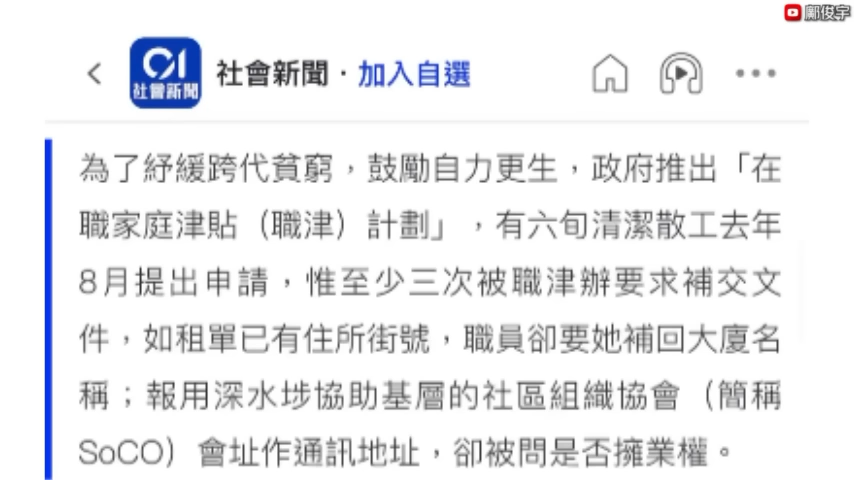 鄺俊宇
01
社會新聞
社會新聞·加入自選
為了紓緩跨代貧窮，鼓勵自力更生，政府推出「在
職家庭津貼（職津）計劃」，有六旬清潔散工去年
8月提出申請，惟至少三次被職津辦要求補交文
件，如租單已有住所街號，職員卻要她補回大廈名
稱；報用深水埗協助基層的社區組織協會（簡稱
SoCO）會址作通訊地址，卻被問是否擁業權。